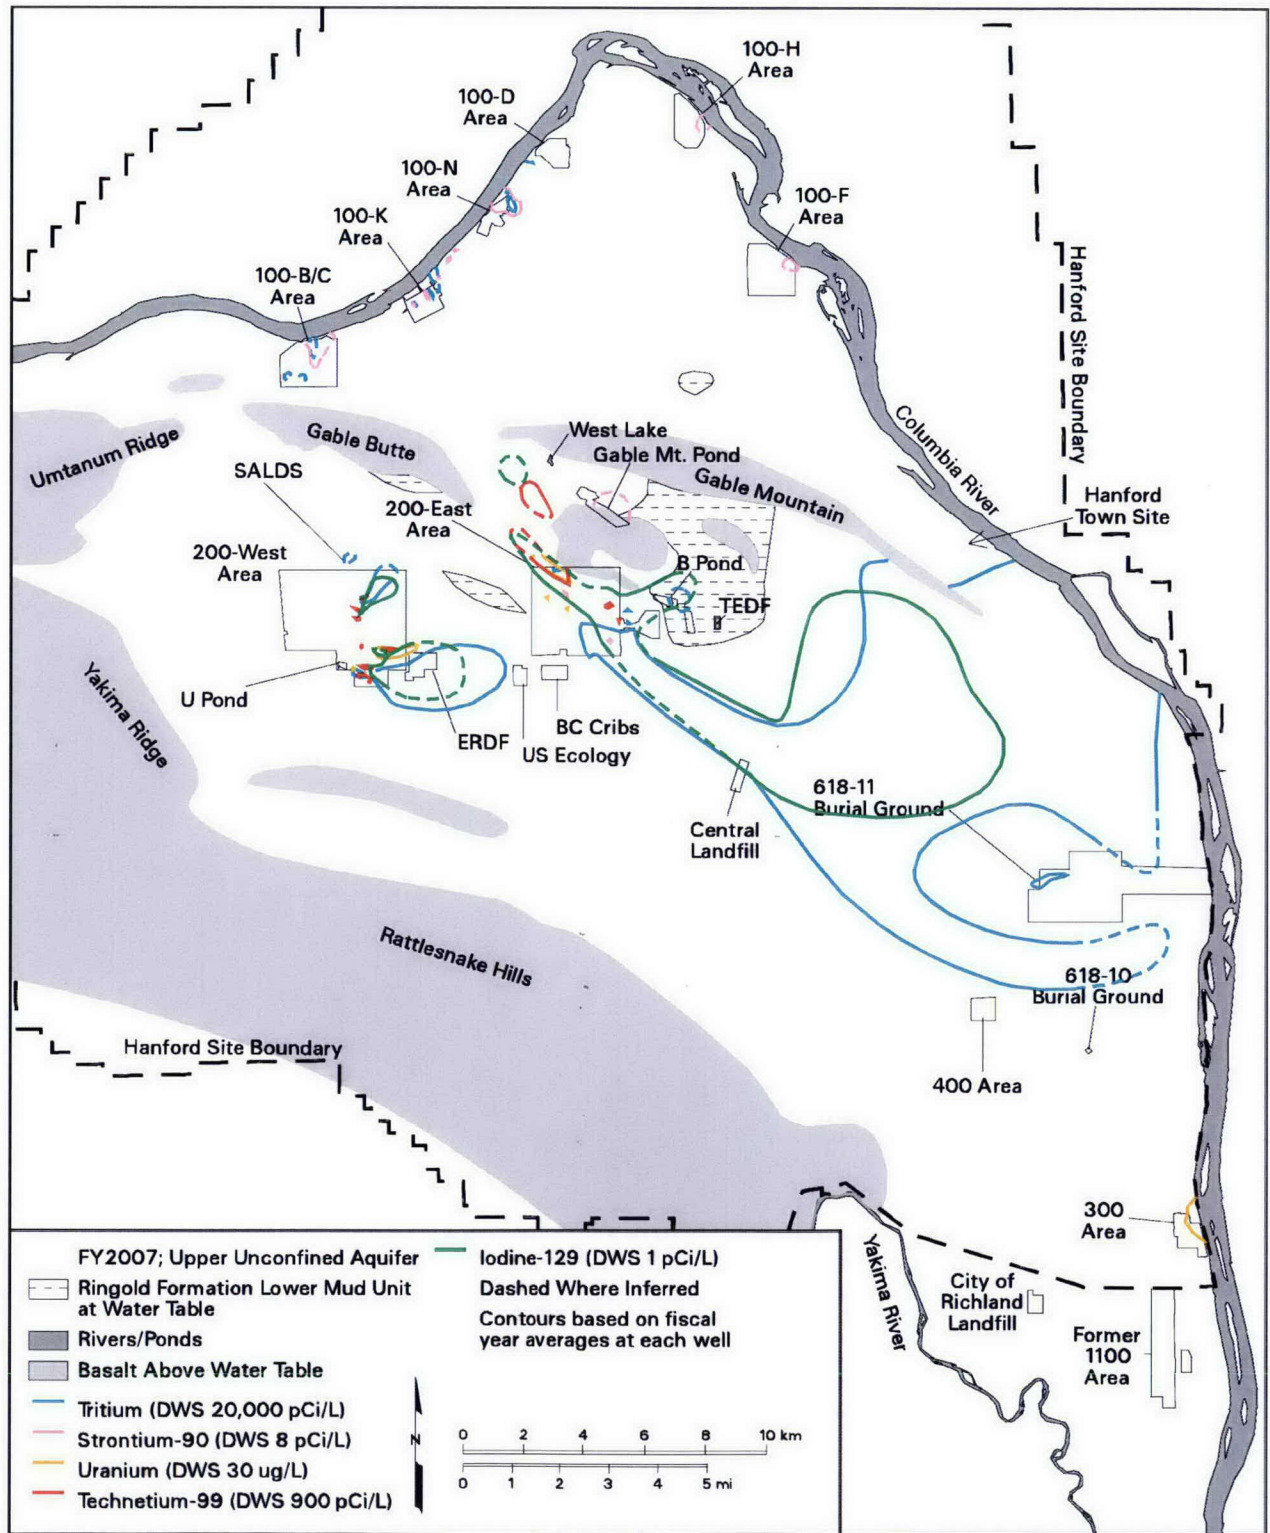 100-H
Area
100-D
Area
100-N
Area
100-K
Area
100-F
Area
100-B/C
Area
Hanford Site Boundary
Columbia River
Umtanum Ridge
Gable Butte
West Lake
Gable Mt. Pond
Gable Mountain
SALDS
200-East
Area
Hanford
Town Site
200-West
Area
B Pond
TEDF
U Pond
Yakima Ridge
ERDF
BC Cribs
US Ecology
618-11
Burial Ground
Central
Landfill
Rattlesnake Hills
618-10
Burial Ground
Hanford Site Boundary
400 Area
300
Area
Yakima River
City of
Richland
Landfill
Former
1100
Area
FY2007; Upper Unconfined Aquifer
Ringold Formation Lower Mud Unit
at Water Table
Rivers/Ponds
Basalt Above Water Table
Tritium (DWS 20,000 pCi/L)
Strontium-90 (DWS 8 pCi/L)
Uranium (DWS 30 ug/L)
Technetium-99 (DWS 900 pCi/L)
Iodine-129 (DWS 1 pCi/L)
Dashed Where Inferred
Contours based on fiscal
year averages at each well
N
0 2 4 6 8 10 km
0 1 2 3 4 5 mi